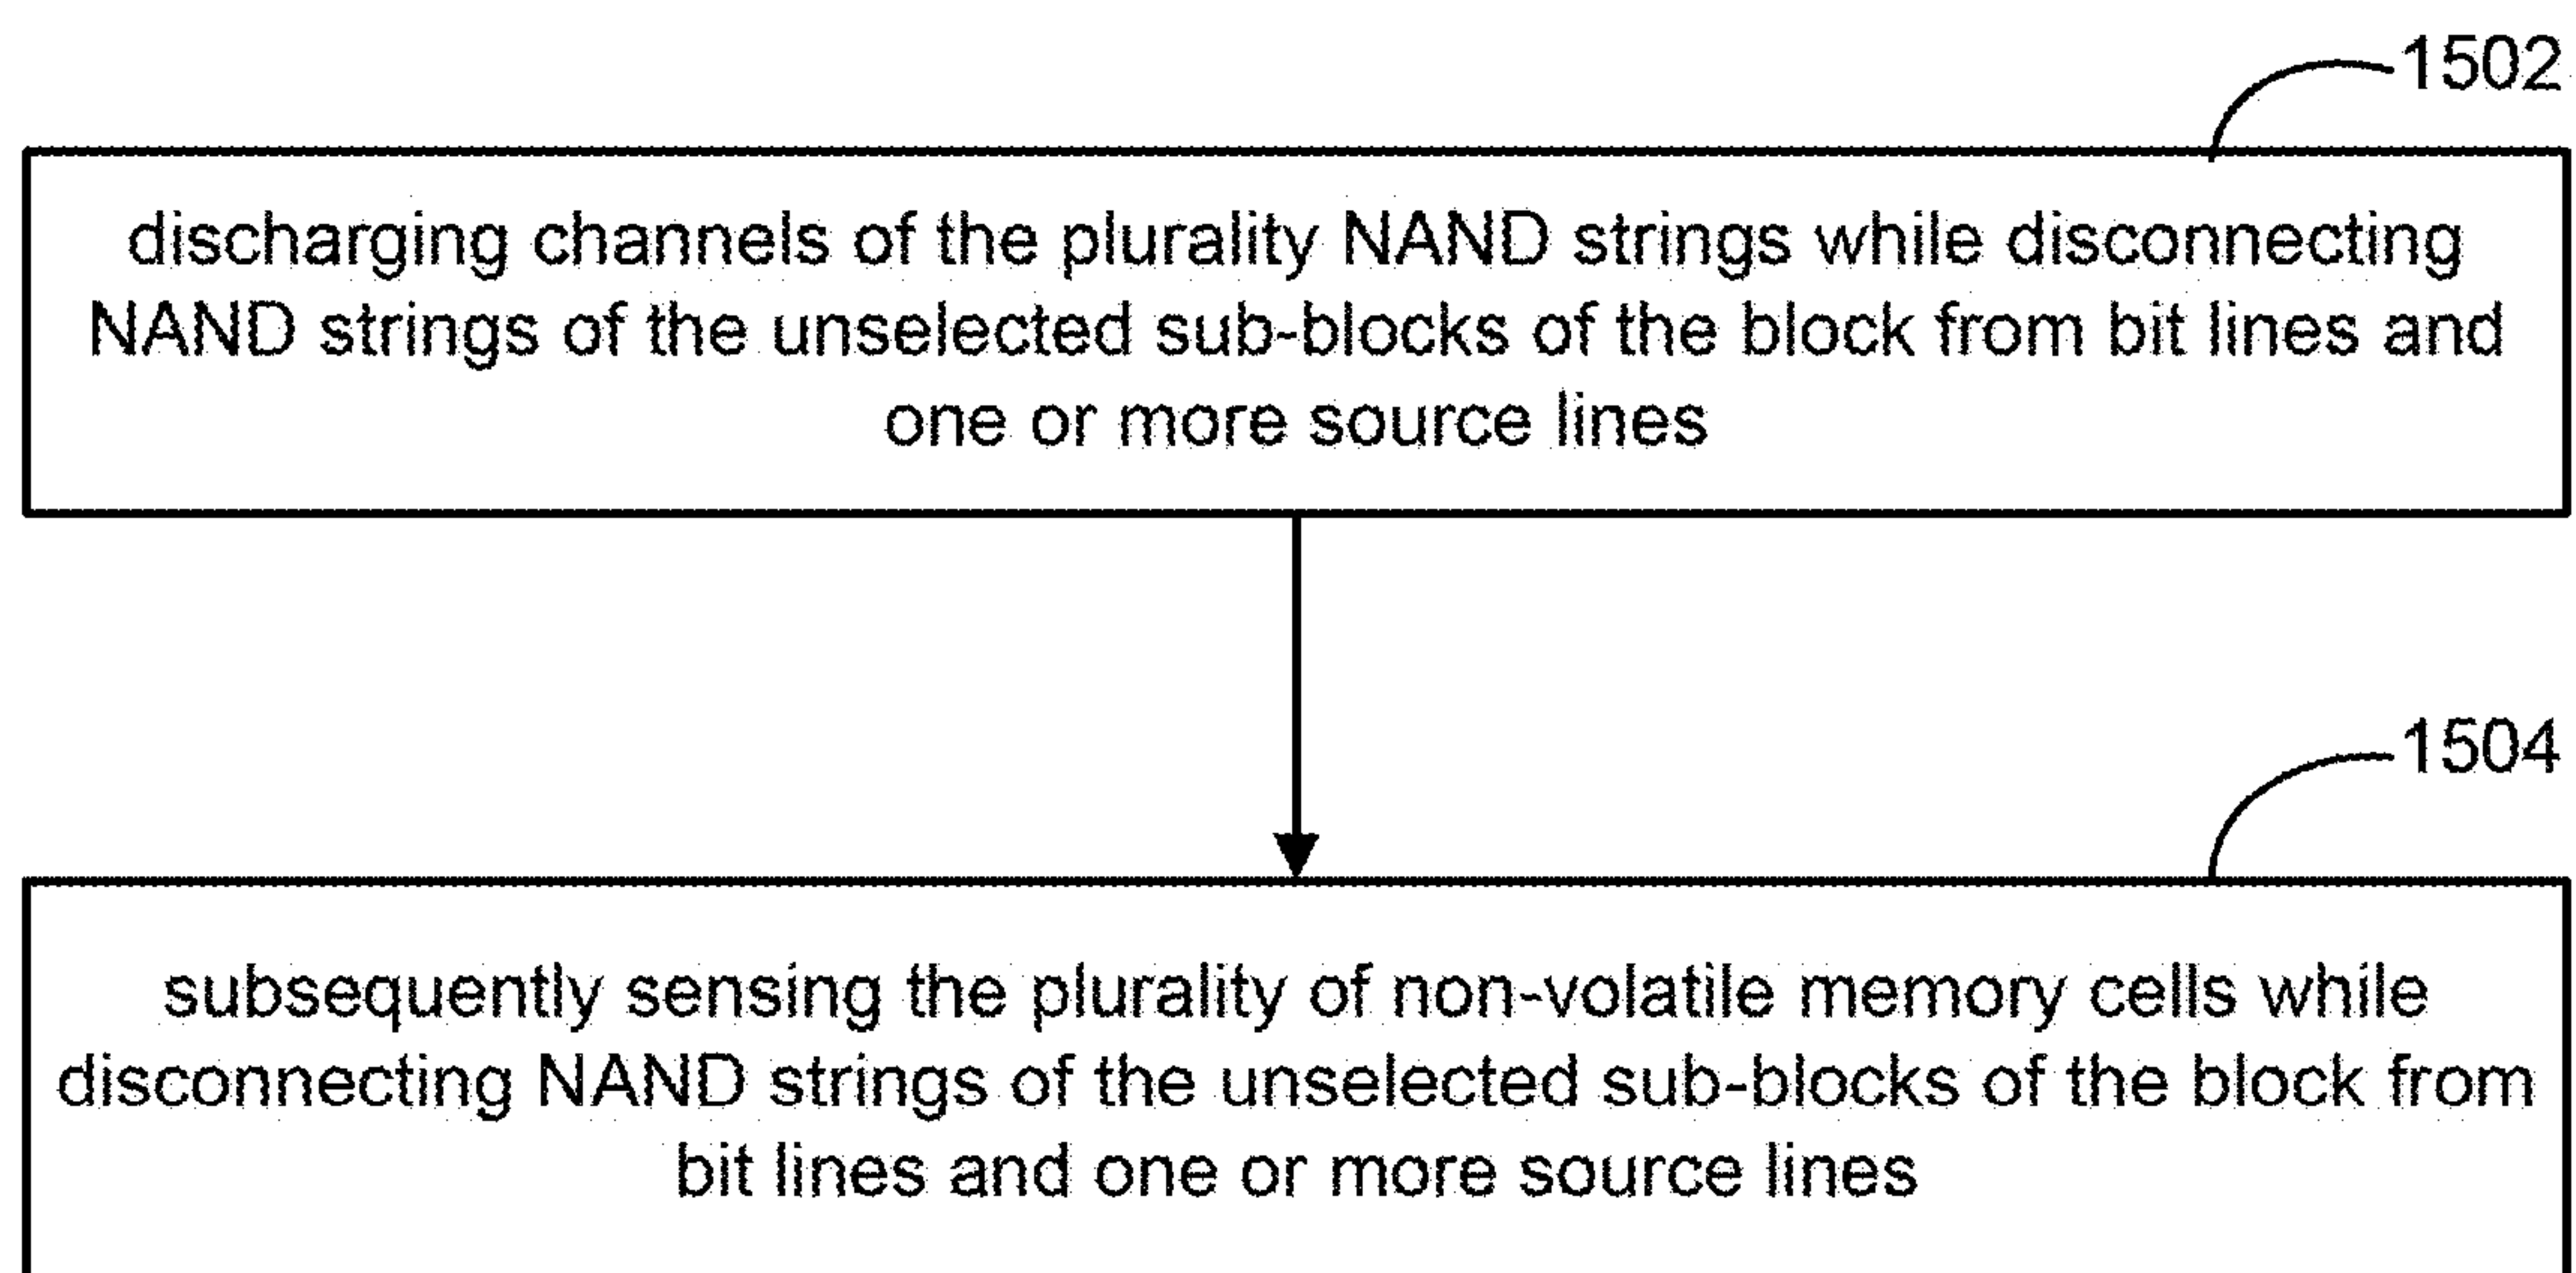 1502
discharging channels of the plurality NAND strings while disconnecting
NAND strings of the unselected sub-blocks of the block from bit lines and
one or more source lines
1504
subsequently sensing the plurality of non-volatile memory cells while
disconnecting NAND strings of the unselected sub-blocks of the block from
bit lines and one or more source lines